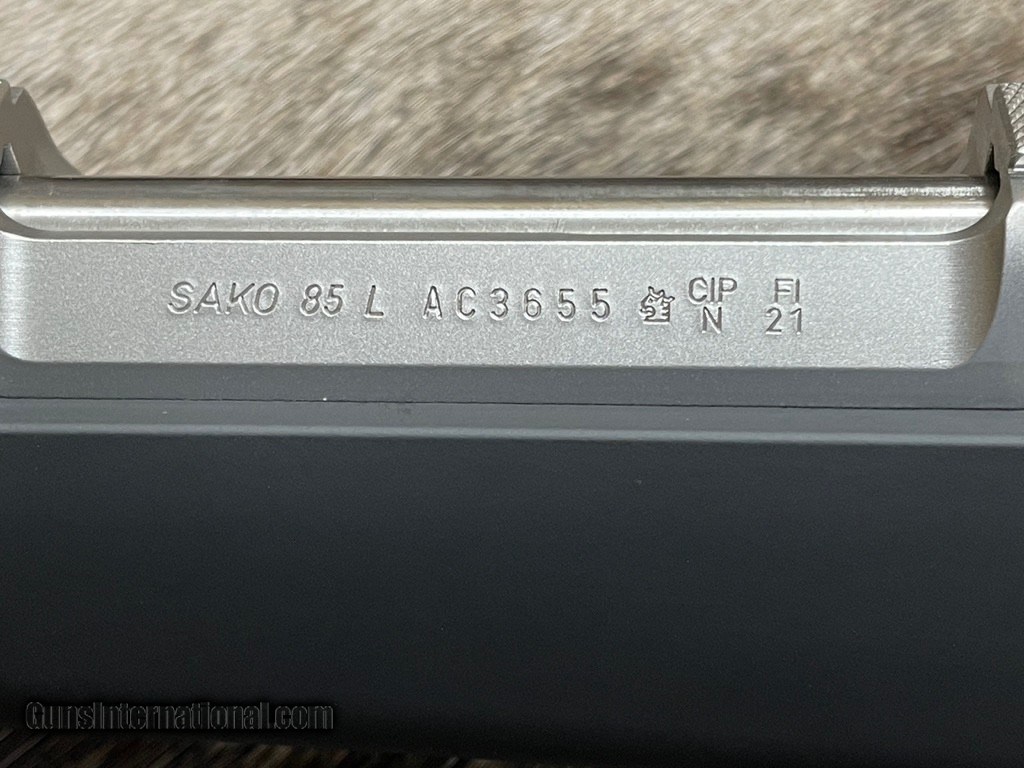 SAKO 85 L AC3655 CIP FI
N 21
GunsInternational.com